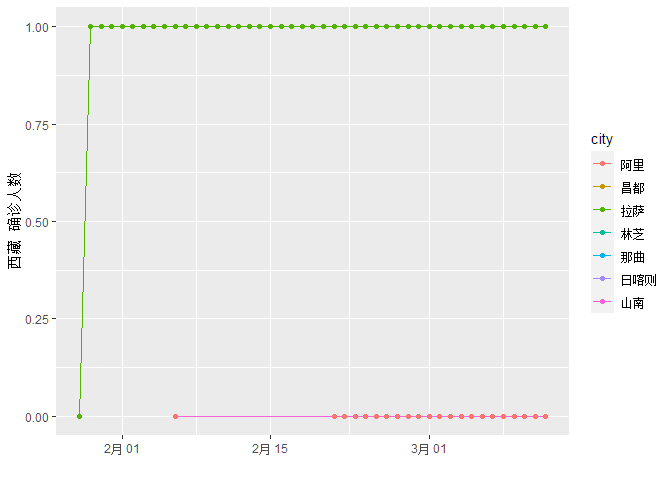 1.00
0.75
0.50
0.25
0.00
西藏 确诊人数
2月 01
2月 15
3月 01
city
阿里
昌都
拉萨
林芝
那曲
日喀则
山南